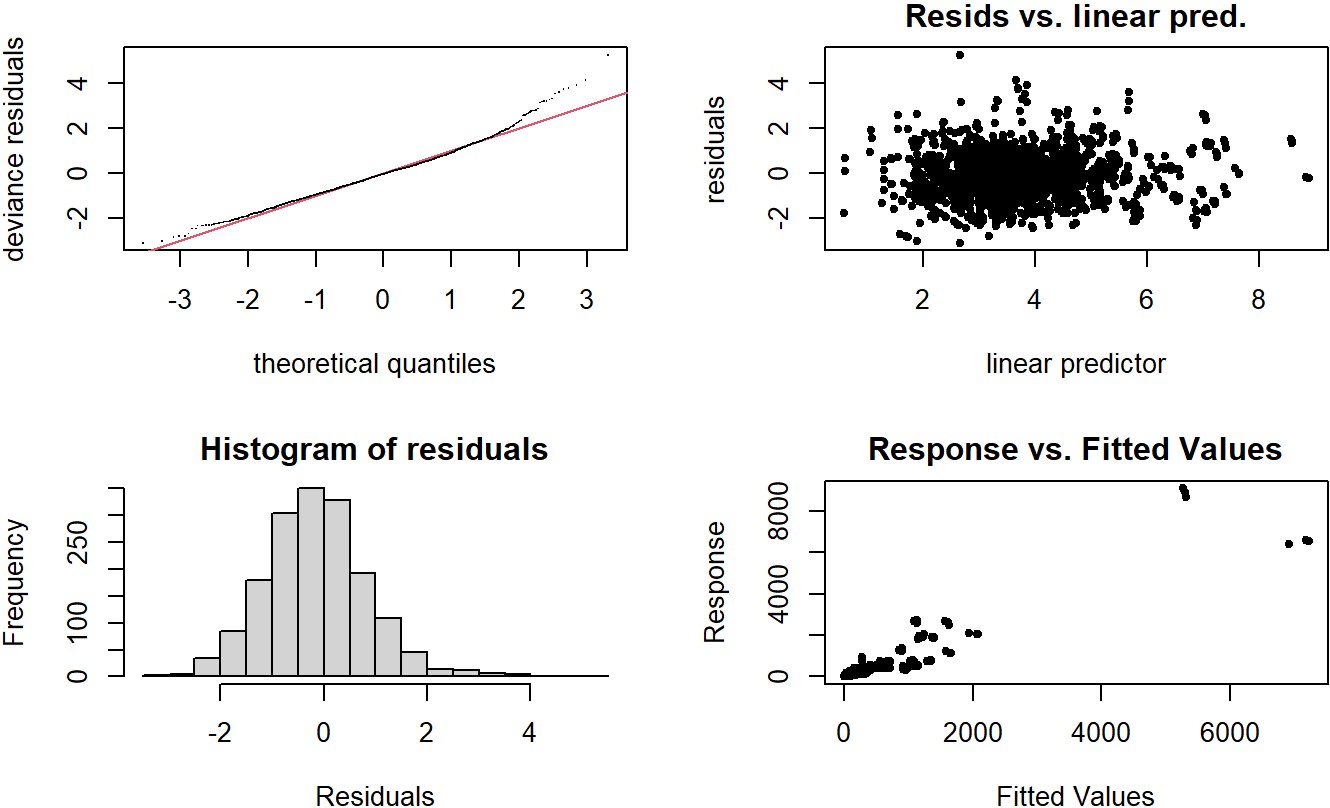 deviance residuals
4
2
0
-2
-3 -2 -1 0 1 2 3
theoretical quantiles
Resids vs. linear pred.
residuals
4
2
0
-2
2 4 6 8
linear predictor
Histogram of residuals
Frequency
250
100
0
-2 0 2 4
Residuals
Response vs. Fitted Values
Response
8000
4000
0
0 2000 4000 6000
Fitted Values